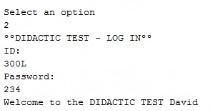 Select an option
2
°°DIDACTIC TEST - LOG IN°°
ID:
300L
Password:
234
Welcome to the DIDACTIC TEST David